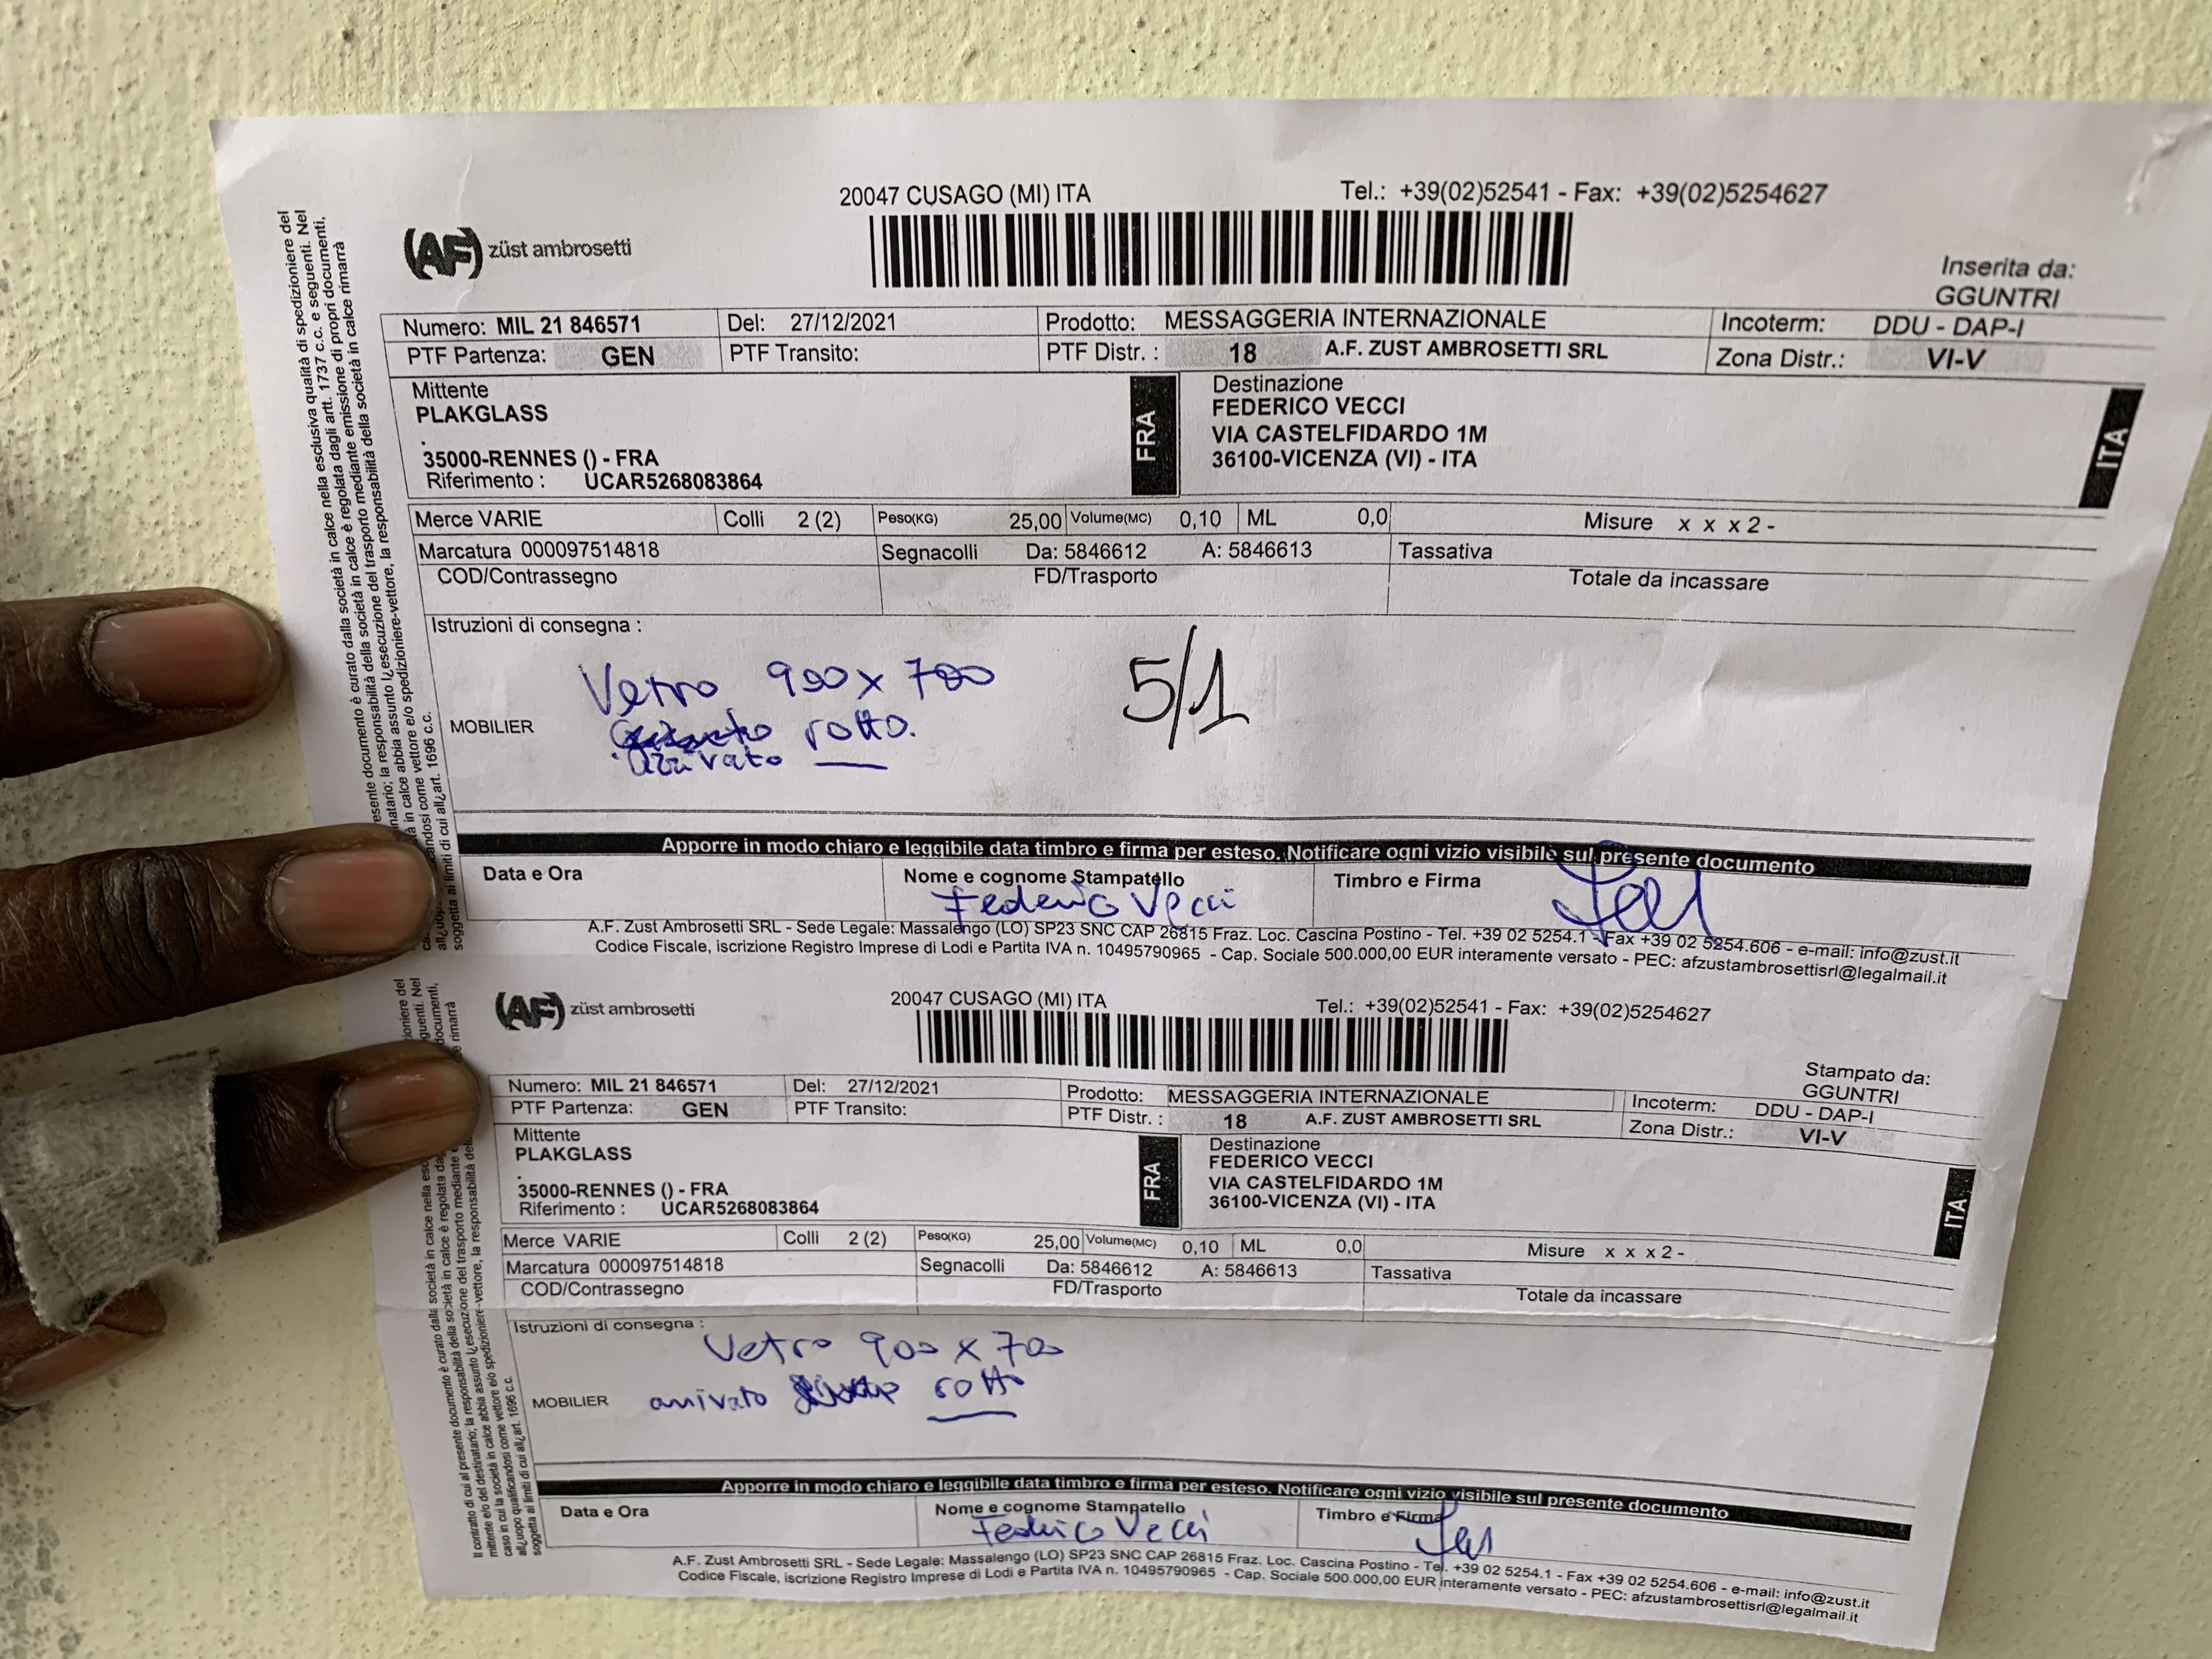 20047 CUSAGO (MI) ITA
Tel.: +39(02)52541 - Fax: +39(02)5254627
(AF) züst ambrosetti
Inserita da:
GGUNTRI
Numero: MIL 21 846571 Del: 27/12/2021 Prodotto: MESSAGGERIA INTERNAZIONALE Incoterm: DDU - DAP-I
PTF Partenza: GEN PTF Transito: PTF Distr. : 18 A.F. ZUST AMBROSETTI SRL Zona Distr.: VI-V
Mittente
PLAKGLASS
.
35000-RENNES () - FRA
Riferimento : UCAR5268083864
FRA
Destinazione
FEDERICO VECCI
VIA CASTELFIDARDO 1M
36100-VICENZA (VI) - ITA
ITA
Merce VARIE Colli 2 (2) Peso(KG) 25,00 Volume(MC) 0,10 ML 0,0 Misure x x x 2 -
Marcatura 000097514818 Segnacolli Da: 5846612 A: 5846613 Tassativa
COD/Contrassegno FD/Trasporto Totale da incassare
Istruzioni di consegna :
Vetro 900 x 700
5/1
MOBILIER
rotto.
arrivato
Apporre in modo chiaro e leggibile data timbro e firma per esteso. Notificare ogni vizio visibile sul presente documento
Data e Ora Nome e cognome Stampatello Timbro e Firma
Federico Vecci
A.F. Zust Ambrosetti SRL - Sede Legale: Massalengo (LO) SP23 SNC CAP 26815 Fraz. Loc. Cascina Postino - Tel. +39 02 5254.1 - Fax +39 02 5254.606 - e-mail: info@zust.it
Codice Fiscale, iscrizione Registro Imprese di Lodi e Partita IVA n. 10495790965 - Cap. Sociale 500.000,00 EUR interamente versato - PEC: afzustambrosettisrl@legalmail.it
20047 CUSAGO (MI) ITA
Tel.: +39(02)52541 - Fax: +39(02)5254627
(AF) züst ambrosetti
Stampato da:
GGUNTRI
Numero: MIL 21 846571 Del: 27/12/2021 Prodotto: MESSAGGERIA INTERNAZIONALE Incoterm: DDU - DAP-I
PTF Partenza: GEN PTF Transito: PTF Distr. : 18 A.F. ZUST AMBROSETTI SRL Zona Distr.: VI-V
Mittente
PLAKGLASS
.
35000-RENNES () - FRA
Riferimento : UCAR5268083864
FRA
Destinazione
FEDERICO VECCI
VIA CASTELFIDARDO 1M
36100-VICENZA (VI) - ITA
ITA
Merce VARIE Colli 2 (2) Peso(KG) 25,00 Volume(MC) 0,10 ML 0,0 Misure x x x 2 -
Marcatura 000097514818 Segnacolli Da: 5846612 A: 5846613 Tassativa
COD/Contrassegno FD/Trasporto Totale da incassare
Istruzioni di consegna :
Vetro 900 x 700
MOBILIER arrivato rotto
Apporre in modo chiaro e leggibile data timbro e firma per esteso. Notificare ogni vizio visibile sul presente documento
Data e Ora Nome e cognome Stampatello Timbro e Firma
Federico Vecci
A.F. Zust Ambrosetti SRL - Sede Legale: Massalengo (LO) SP23 SNC CAP 26815 Fraz. Loc. Cascina Postino - Tel. +39 02 5254.1 - Fax +39 02 5254.606 - e-mail: info@zust.it
Codice Fiscale, iscrizione Registro Imprese di Lodi e Partita IVA n. 10495790965 - Cap. Sociale 500.000,00 EUR interamente versato - PEC: afzustambrosettisrl@legalmail.it